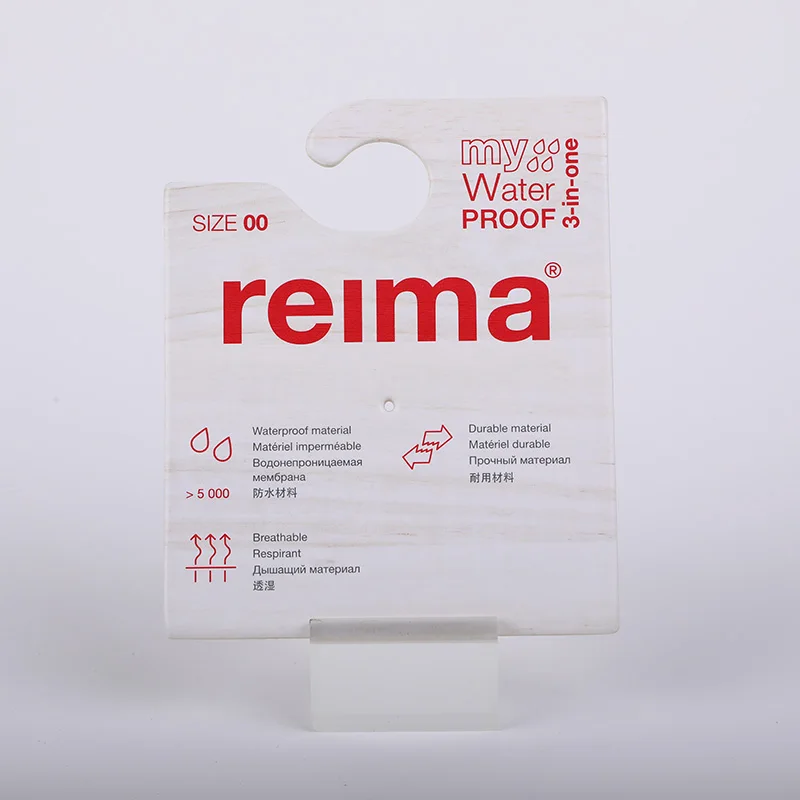 my
Water
PROOF
3-in-one
SIZE 00
reima®
Waterproof material
Matériel imperméable
Водонепроницаемая
мембрана
> 5 000
防水材料
Durable material
Matériel durable
Прочный материал
耐用材料
Breathable
Respirant
Дышащий материал
透湿